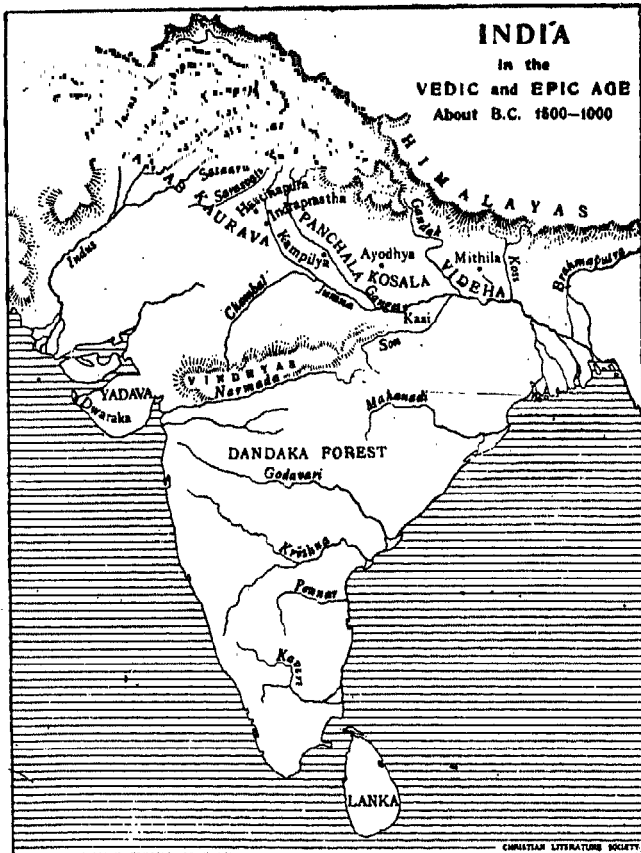 INDIA
in the
VEDIC and EPIC AGE
About B.C. 1500–1000
HIMALAYAS
Indus
Sataaru
Sarasvati
KAURAVA
Hastinapura
Indraprastha
PANCHALA
Kampilya
Gandak
Ayodhya
KOSALA
Mithila
VIDEHA
Kosi
Brahmaputra
Indus
Chambal
Jumna
Ganges
Kasi
Son
VINDHYAS
Narmada
YADAVA
Dwaraka
Mahanadi
DANDAKA FOREST
Godavari
Krishna
Pennar
Kaveri
LANKA
CHRISTIAN LITERATURE SOCIETY